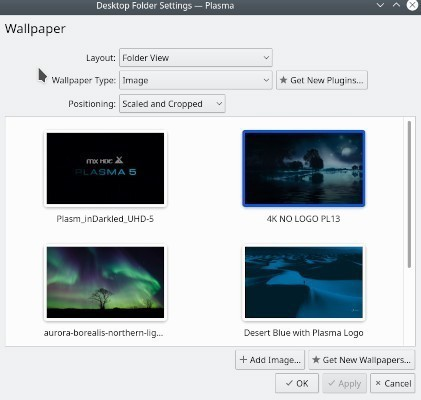 Desktop Folder Settings — Plasma
Wallpaper
Layout: Folder View
Wallpaper Type: Image Get New Plugins...
Positioning: Scaled and Cropped
PLASMA 5
Plasm_inDarkled_UHD-5 4K NO LOGO PL13
aurora-borealis-northern-lig... Desert Blue with Plasma Logo
Add Image... Get New Wallpapers...
OK Apply Cancel